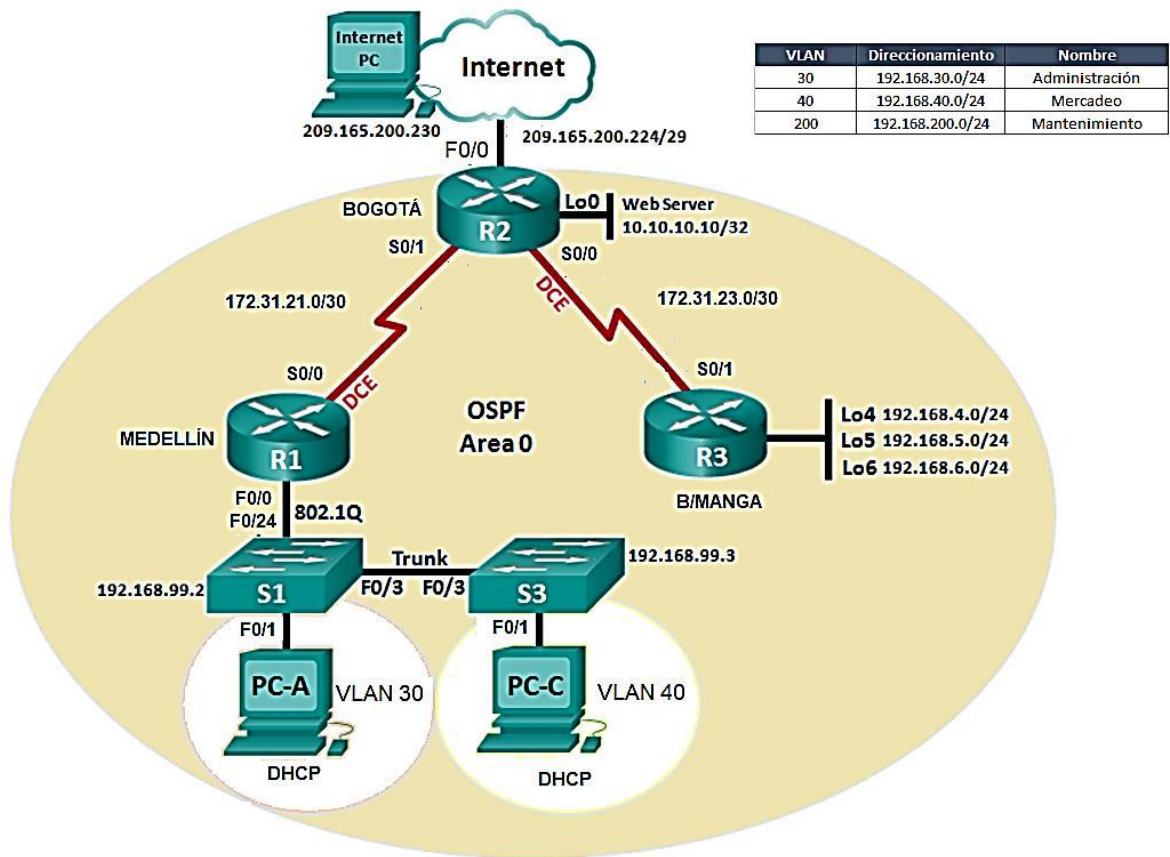 Internet
PC
Internet
209.165.200.230
209.165.200.224/29
F0/0
VLAN Direccionamiento Nombre
30 192.168.30.0/24 Administración
40 192.168.40.0/24 Mercadeo
200 192.168.200.0/24 Mantenimiento
BOGOTÁ
R2
Lo0
Web Server
10.10.10.10/32
S0/1
S0/0
DCE
172.31.21.0/30
172.31.23.0/30
S0/0
DCE
S0/1
MEDELLÍN
R1
OSPF
Area 0
R3
B/MANGA
Lo4 192.168.4.0/24
Lo5 192.168.5.0/24
Lo6 192.168.6.0/24
F0/0
F0/24
802.1Q
192.168.99.2
S1
Trunk
F0/3 F0/3
S3
192.168.99.3
F0/1
F0/1
PC-A
VLAN 30
DHCP
PC-C
VLAN 40
DHCP